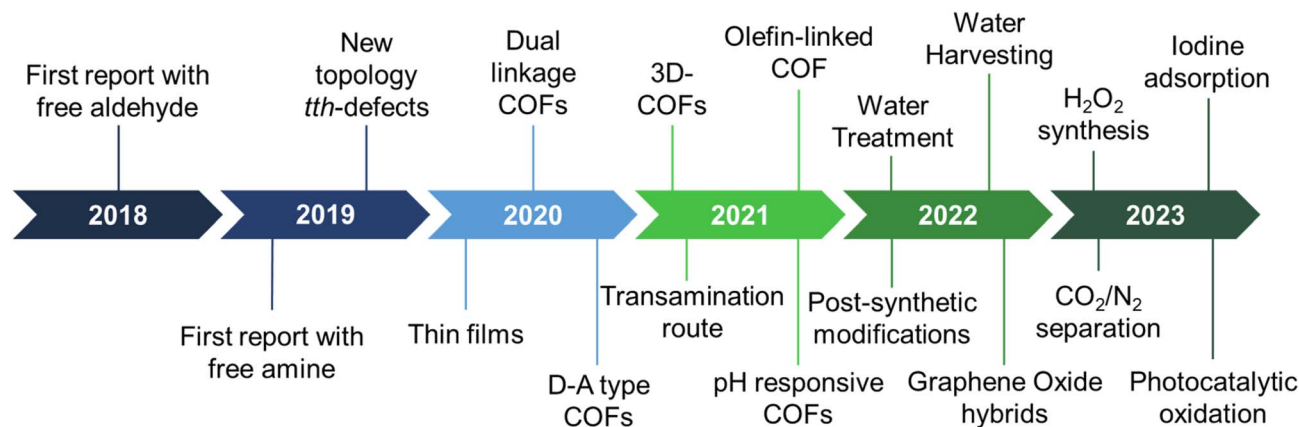 First report with
free aldehyde
New
topology
tth-defects
Dual
linkage
COFs
3D-
COFs
Olefin-linked
COF
Water
Treatment
Water
Harvesting
H₂O₂
synthesis
Iodine
adsorption
2018
2019
2020
2021
2022
2023
First report with
free amine
Thin films
D-A type
COFs
Transamination
route
pH responsive
COFs
Post-synthetic
modifications
Graphene Oxide
hybrids
CO₂/N₂
separation
Photocatalytic
oxidation